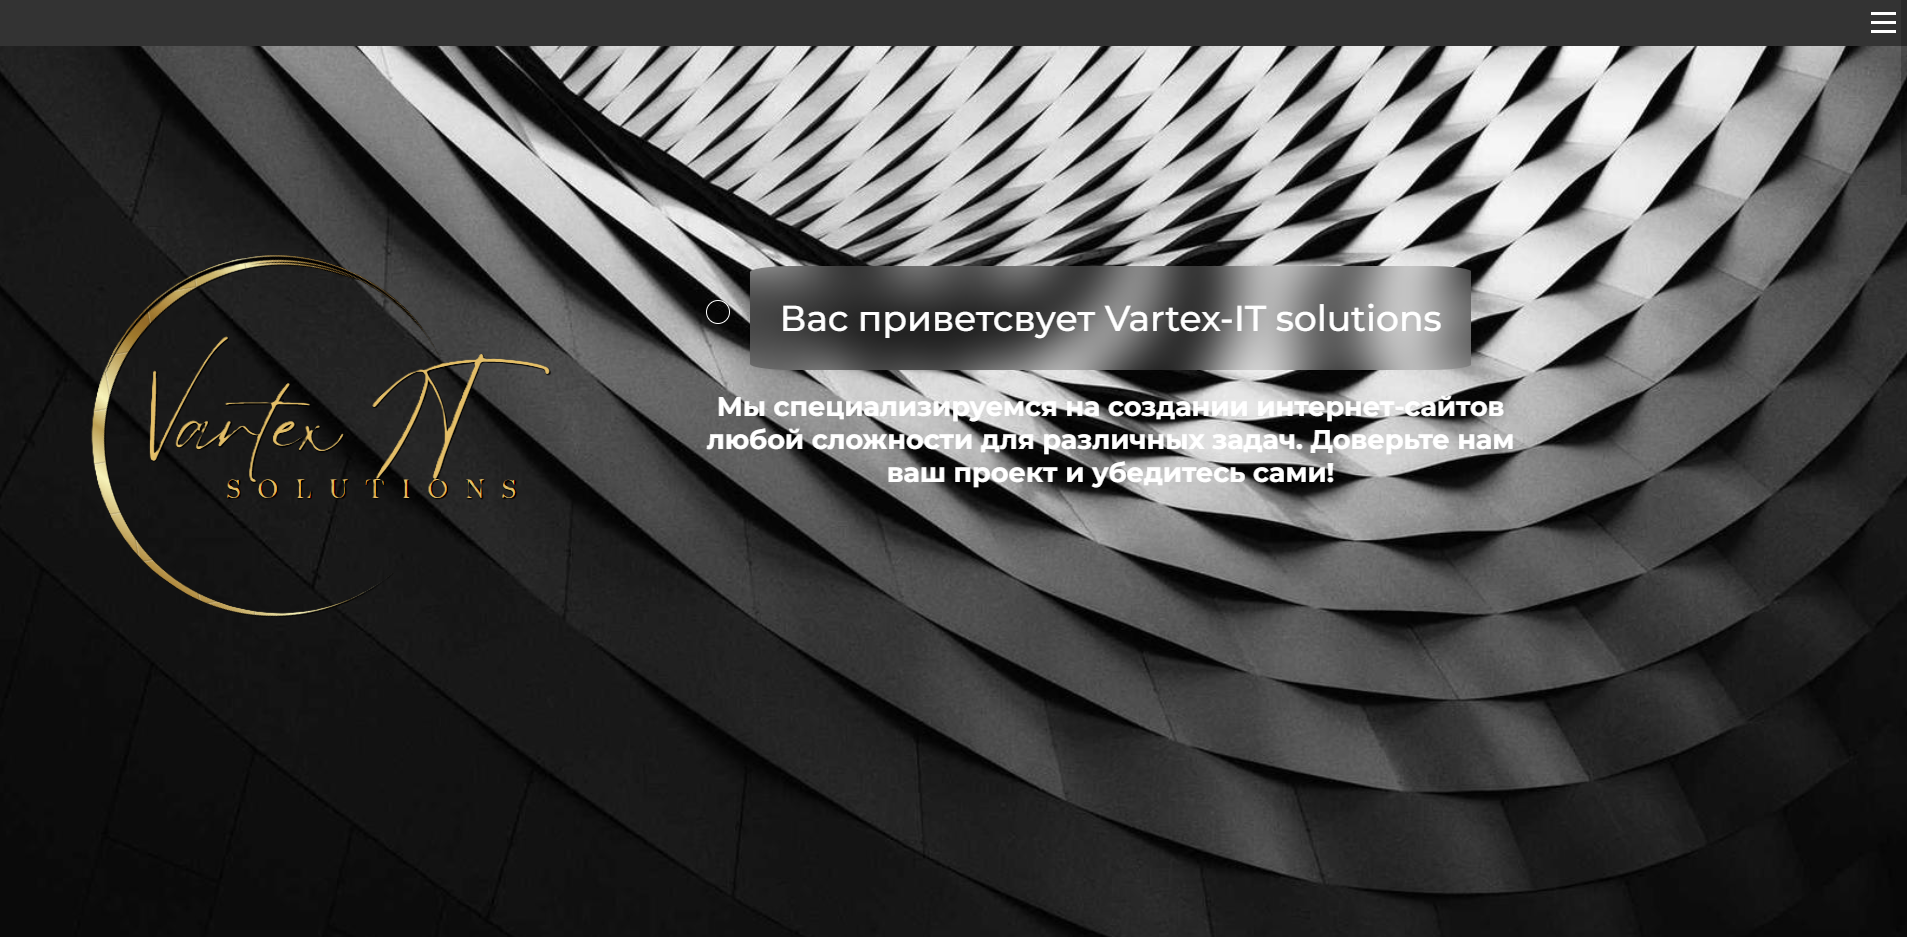 Vartex IT
SOLUTIONS
Вас приветсвует Vartex-IT solutions
Мы специализируемся на создании интернет-сайтов
любой сложности для различных задач. Доверьте нам
ваш проект и убедитесь сами!